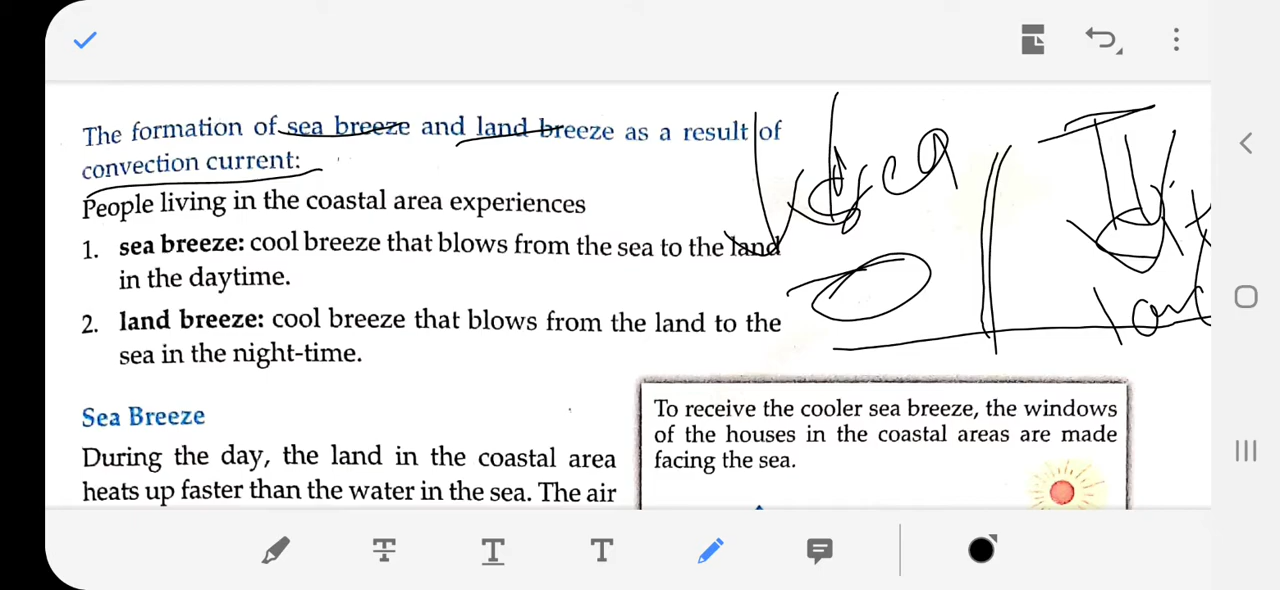 The formation of sea breeze and land breeze as a result of
convection current:
People living in the coastal area experiences
1. sea breeze: cool breeze that blows from the sea to the land
in the daytime.
2. land breeze: cool breeze that blows from the land to the
sea in the night-time.
sea
land
Sea Breeze
During the day, the land in the coastal area
heats up faster than the water in the sea. The air
To receive the cooler sea breeze, the windows
of the houses in the coastal areas are made
facing the sea.